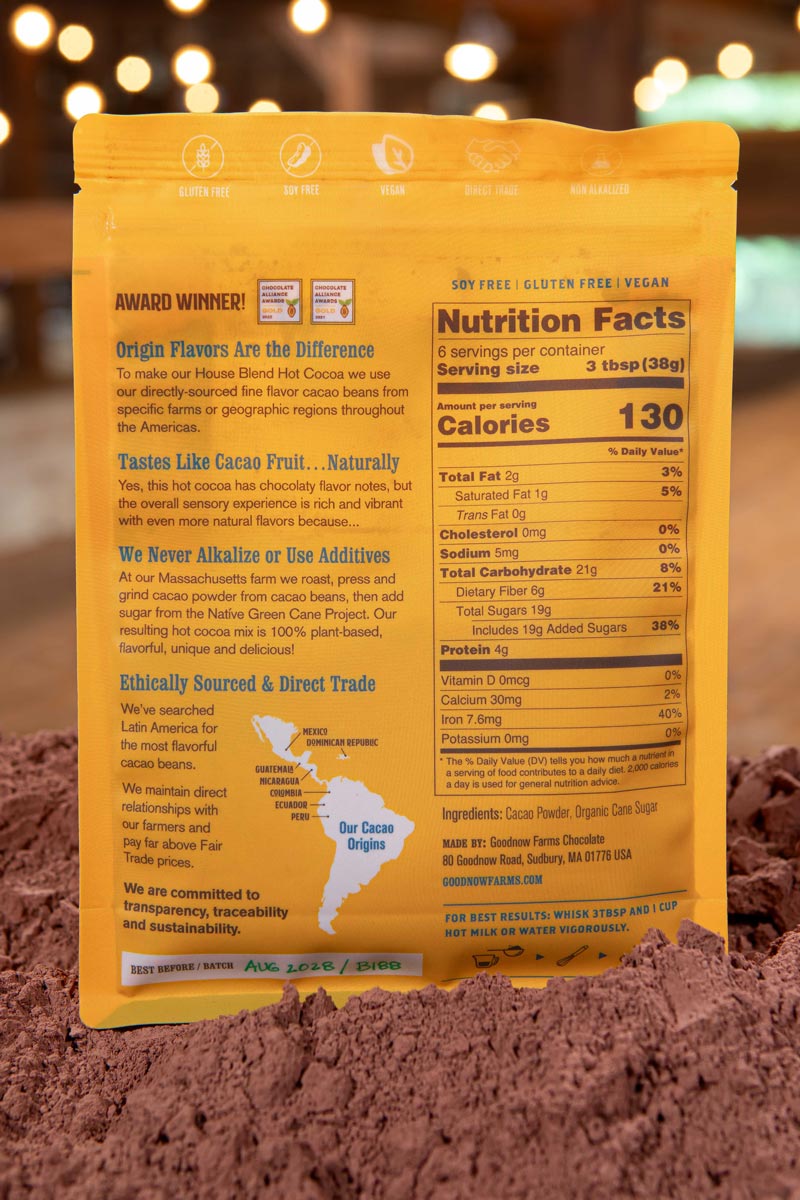 GLUTEN FREE
SOY FREE
VEGAN
DIRECT TRADE
NON ALKALIZED
AWARD WINNER!
CHOCOLATE
ALLIANCE
AWARDS
GOLD
CHOCOLATE
ALLIANCE
AWARDS
GOLD
2021
Origin Flavors Are the Difference
To make our House Blend Hot Cocoa we use
our directly-sourced fine flavor cacao beans from
specific farms or geographic regions throughout
the Americas.
Tastes Like Cacao Fruit...Naturally
Yes, this hot cocoa has chocolaty flavor notes, but
the overall sensory experience is rich and vibrant
with even more natural flavors because...
We Never Alkalize or Use Additives
At our Massachusetts farm we roast, press and
grind cacao powder from cacao beans, then add
sugar from the Native Green Cane Project. Our
resulting hot cocoa mix is 100% plant-based,
flavorful, unique and delicious!
Ethically Sourced & Direct Trade
We've searched
Latin America for
the most flavorful
cacao beans.
We maintain direct
relationships with
our farmers and
pay far above Fair
Trade prices.
We are committed to
transparency, traceability
and sustainability.
MEXICO
DOMINICAN REPUBLIC
GUATEMALA
NICARAGUA
COLOMBIA
ECUADOR
PERU
Our Cacao
Origins
BEST BEFORE / BATCH AUG 2028 / B188
SOY FREE | GLUTEN FREE | VEGAN
Nutrition Facts
6 servings per container
Serving size 3 tbsp (38g)
Amount per serving
Calories 130
% Daily Value*
Total Fat 2g 3%
Saturated Fat 1g 5%
Trans Fat 0g
Cholesterol 0mg 0%
Sodium 5mg 0%
Total Carbohydrate 21g 8%
Dietary Fiber 6g 21%
Total Sugars 19g
Includes 19g Added Sugars 38%
Protein 4g
Vitamin D 0mcg 0%
Calcium 30mg 2%
Iron 7.6mg 40%
Potassium 0mg 0%
* The % Daily Value (DV) tells you how much a nutrient in
a serving of food contributes to a daily diet. 2,000 calories
a day is used for general nutrition advice.
Ingredients: Cacao Powder, Organic Cane Sugar
MADE BY: Goodnow Farms Chocolate
80 Goodnow Road, Sudbury, MA 01776 USA
GOODNOWFARMS.COM
FOR BEST RESULTS: WHISK 3TBSP AND 1 CUP
HOT MILK OR WATER VIGOROUSLY.